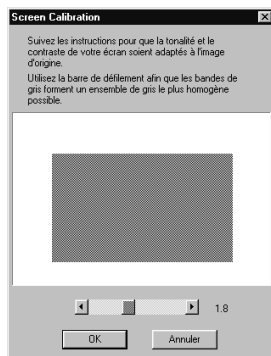 Screen Calibration
Suivez les instructions pour que la tonalité et le
contraste de votre écran soient adaptés à l'image
d'origine.
Utilisez la barre de défilement afin que les bandes de
gris forment un ensemble de gris le plus homogène
possible.
1.8
OK
Annuler